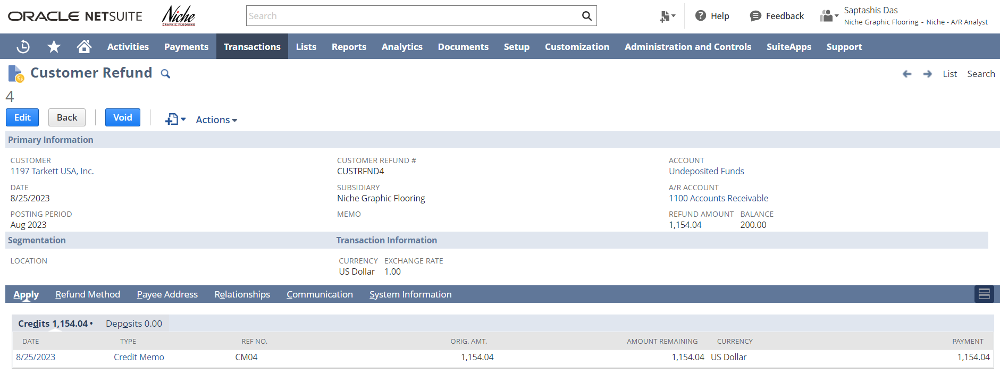 ORACLE NETSUITE
Niche
GRAPHIC FLOORING
Search
Help
Feedback
Saptashis Das
Niche Graphic Flooring - Niche - A/R Analyst
Activities Payments Transactions Lists Reports Analytics Documents Setup Customization Administration and Controls SuiteApps Support
Customer Refund
List Search
4
Edit Back Void Actions
Primary Information
CUSTOMER
1197 Tarkett USA, Inc.
DATE
8/25/2023
POSTING PERIOD
Aug 2023
CUSTOMER REFUND #
CUSTRFND4
SUBSIDIARY
Niche Graphic Flooring
MEMO
ACCOUNT
Undeposited Funds
A/R ACCOUNT
1100 Accounts Receivable
REFUND AMOUNT BALANCE
1,154.04 200.00
Segmentation
LOCATION
Transaction Information
CURRENCY EXCHANGE RATE
US Dollar 1.00
Apply Refund Method Payee Address Relationships Communication System Information
Credits 1,154.04 • Deposits 0.00
DATE TYPE REF NO. ORIG. AMT. AMOUNT REMAINING CURRENCY PAYMENT
8/25/2023 Credit Memo CM04 1,154.04 1,154.04 US Dollar 1,154.04